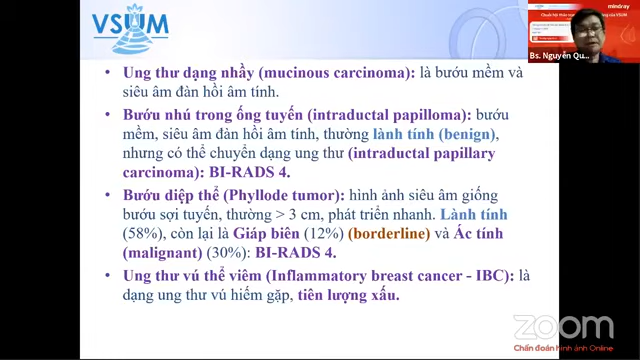 VSUM
• Ung thư dạng nhầy (mucinous carcinoma): là bướu mềm và
siêu âm đàn hồi âm tính.
• Bướu nhú trong ống tuyến (intraductal papilloma): bướu
mềm, siêu âm đàn hồi âm tính, thường lành tính (benign),
nhưng có thể chuyển dạng ung thư (intraductal papillary
carcinoma): BI-RADS 4.
• Bướu diệp thể (Phyllode tumor): hình ảnh siêu âm giống
bướu sợi tuyến, thường > 3 cm, phát triển nhanh. Lành tính
(58%), còn lại là Giáp biên (12%) (borderline) và Ác tính
(malignant) (30%): BI-RADS 4.
• Ung thư vú thể viêm (Inflammatory breast cancer - IBC): là
dạng ung thư vú hiếm gặp, tiên lượng xấu.
mindray
Bs. Nguyễn Qu...
zoom
Chẩn đoán hình ảnh Online